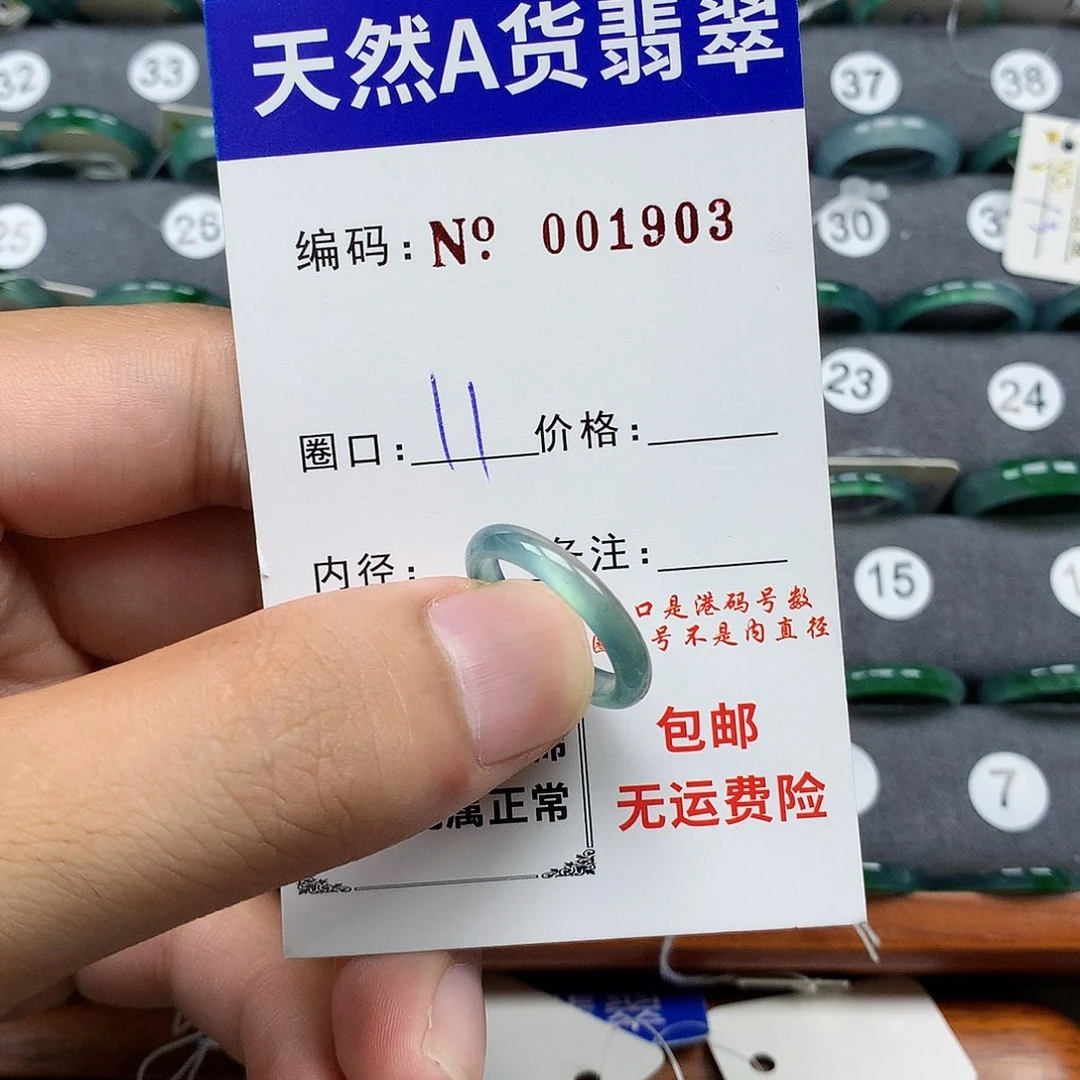 天然A货翡翠
编码：Nº 001903
圈口：11 价格：
内径： 备注：
口是港码号数
圈 号不是内直径
包邮
属正常
无运费险
32
33
37
38
25
26
30
23
24
15
7